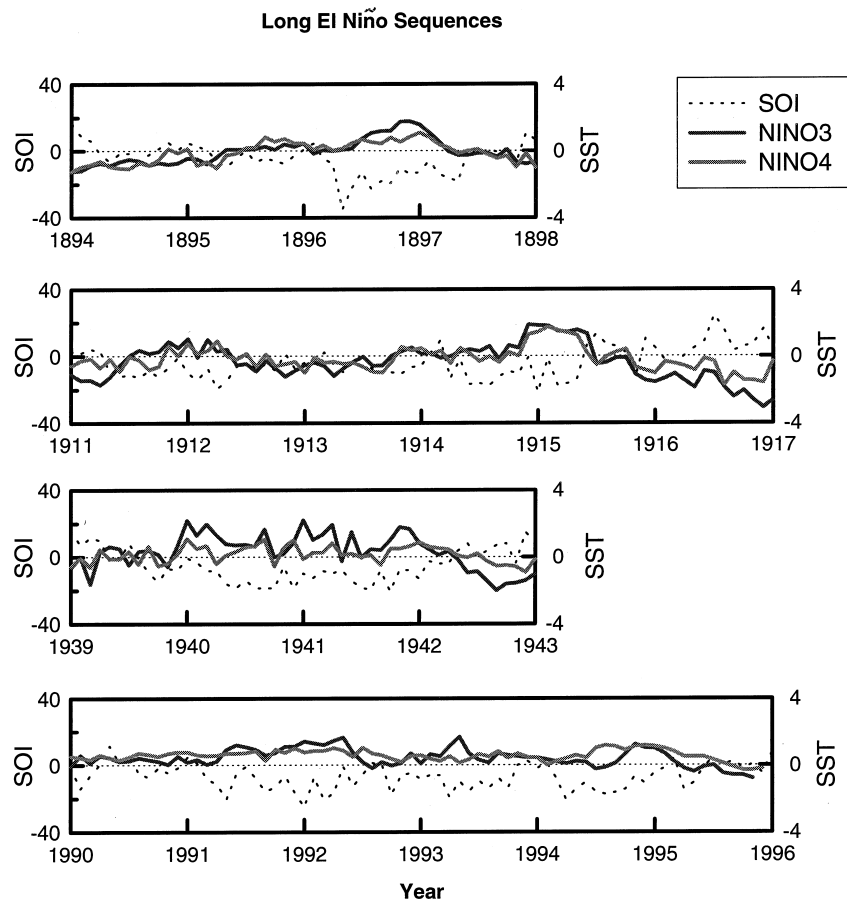 Long El Niño Sequences
40 4
SOI 0 0 SST
-40 -4
1894 1895 1896 1897 1898
SOI
NINO3
NINO4
40 4
SOI 0 0 SST
-40 -4
1911 1912 1913 1914 1915 1916 1917
40 4
SOI 0 0 SST
-40 -4
1939 1940 1941 1942 1943
40 4
SOI 0 0 SST
-40 -4
1990 1991 1992 1993 1994 1995 1996
Year